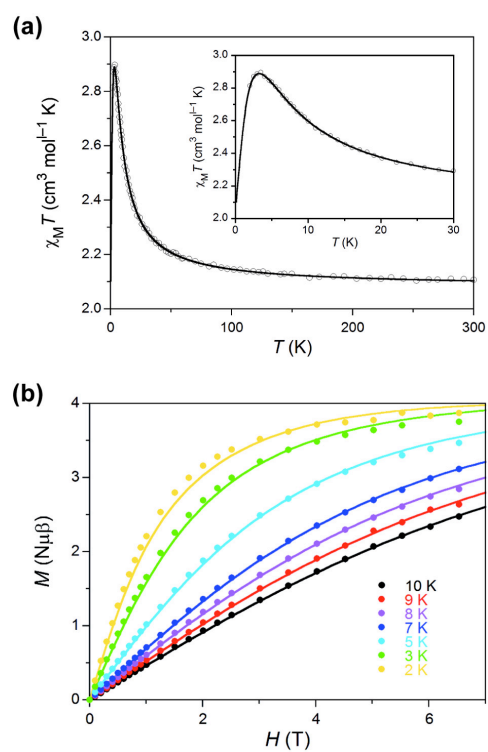 (a)
3.0
2.8
2.6
2.4
2.2
2.0
χMT (cm3 mol–1 K)
0
100
200
300
T (K)
3.0
2.8
2.6
2.4
2.2
2.0
χMT (cm3 mol–1 K)
0
10
20
30
T (K)
(b)
4
3
2
1
0
M (Nμβ)
0
2
4
6
H (T)
10 K
9 K
8 K
7 K
5 K
3 K
2 K